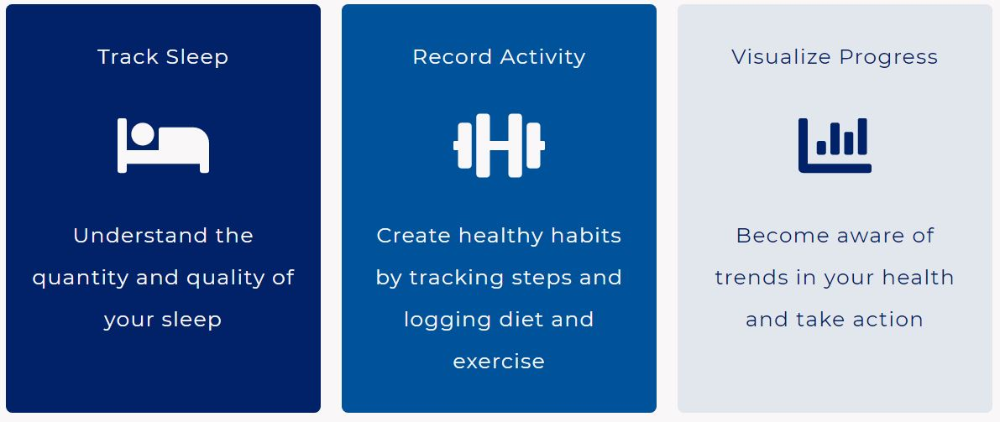 Track Sleep
Understand the
quantity and quality of
your sleep
Record Activity
Create healthy habits
by tracking steps and
logging diet and
exercise
Visualize Progress
Become aware of
trends in your health
and take action